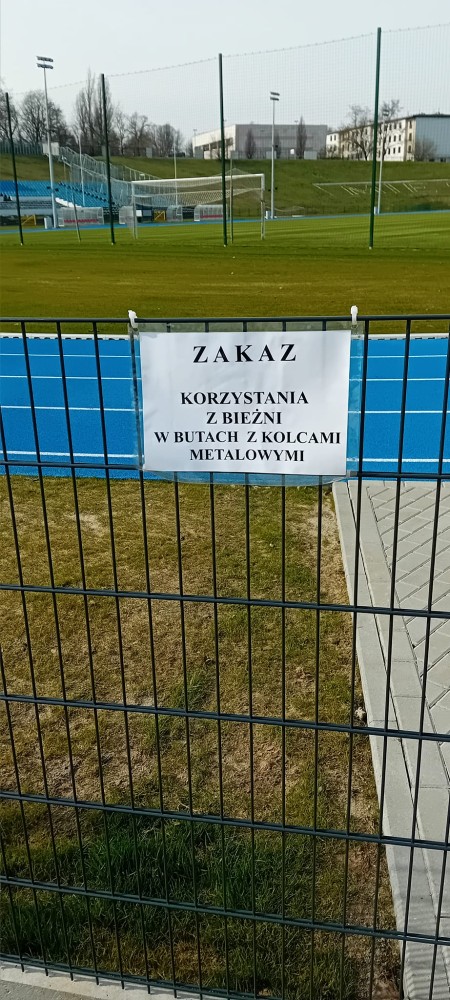 ZAKAZ
KORZYSTANIA
Z BIEŻNI
W BUTACH Z KOLCAMI
METALOWYMI